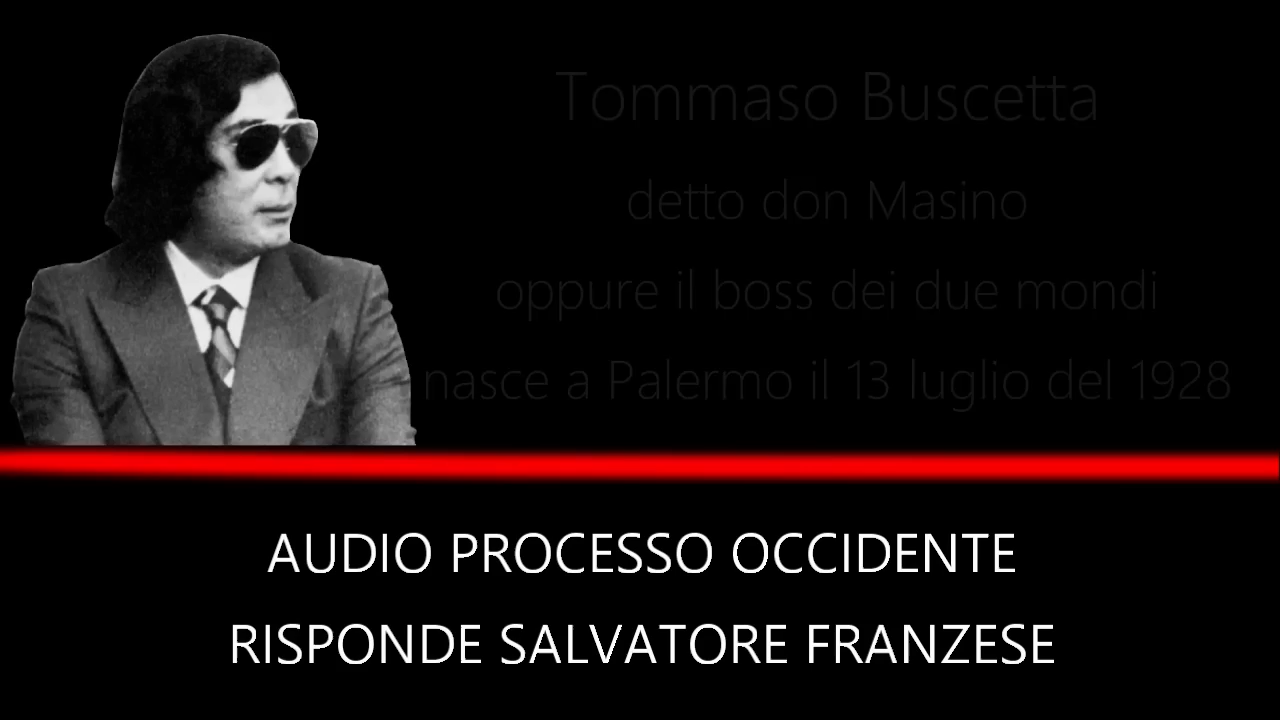 Tommaso Buscetta
detto don Masino
oppure il boss dei due mondi
nasce a Palermo il 13 luglio del 1928
AUDIO PROCESSO OCCIDENTE
RISPONDE SALVATORE FRANZESE